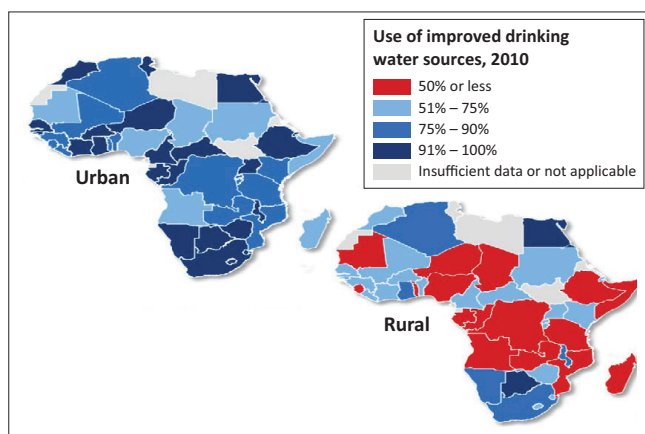 Use of improved drinking
water sources, 2010
50% or less
51% – 75%
75% – 90%
91% – 100%
Insufficient data or not applicable
Urban
Rural